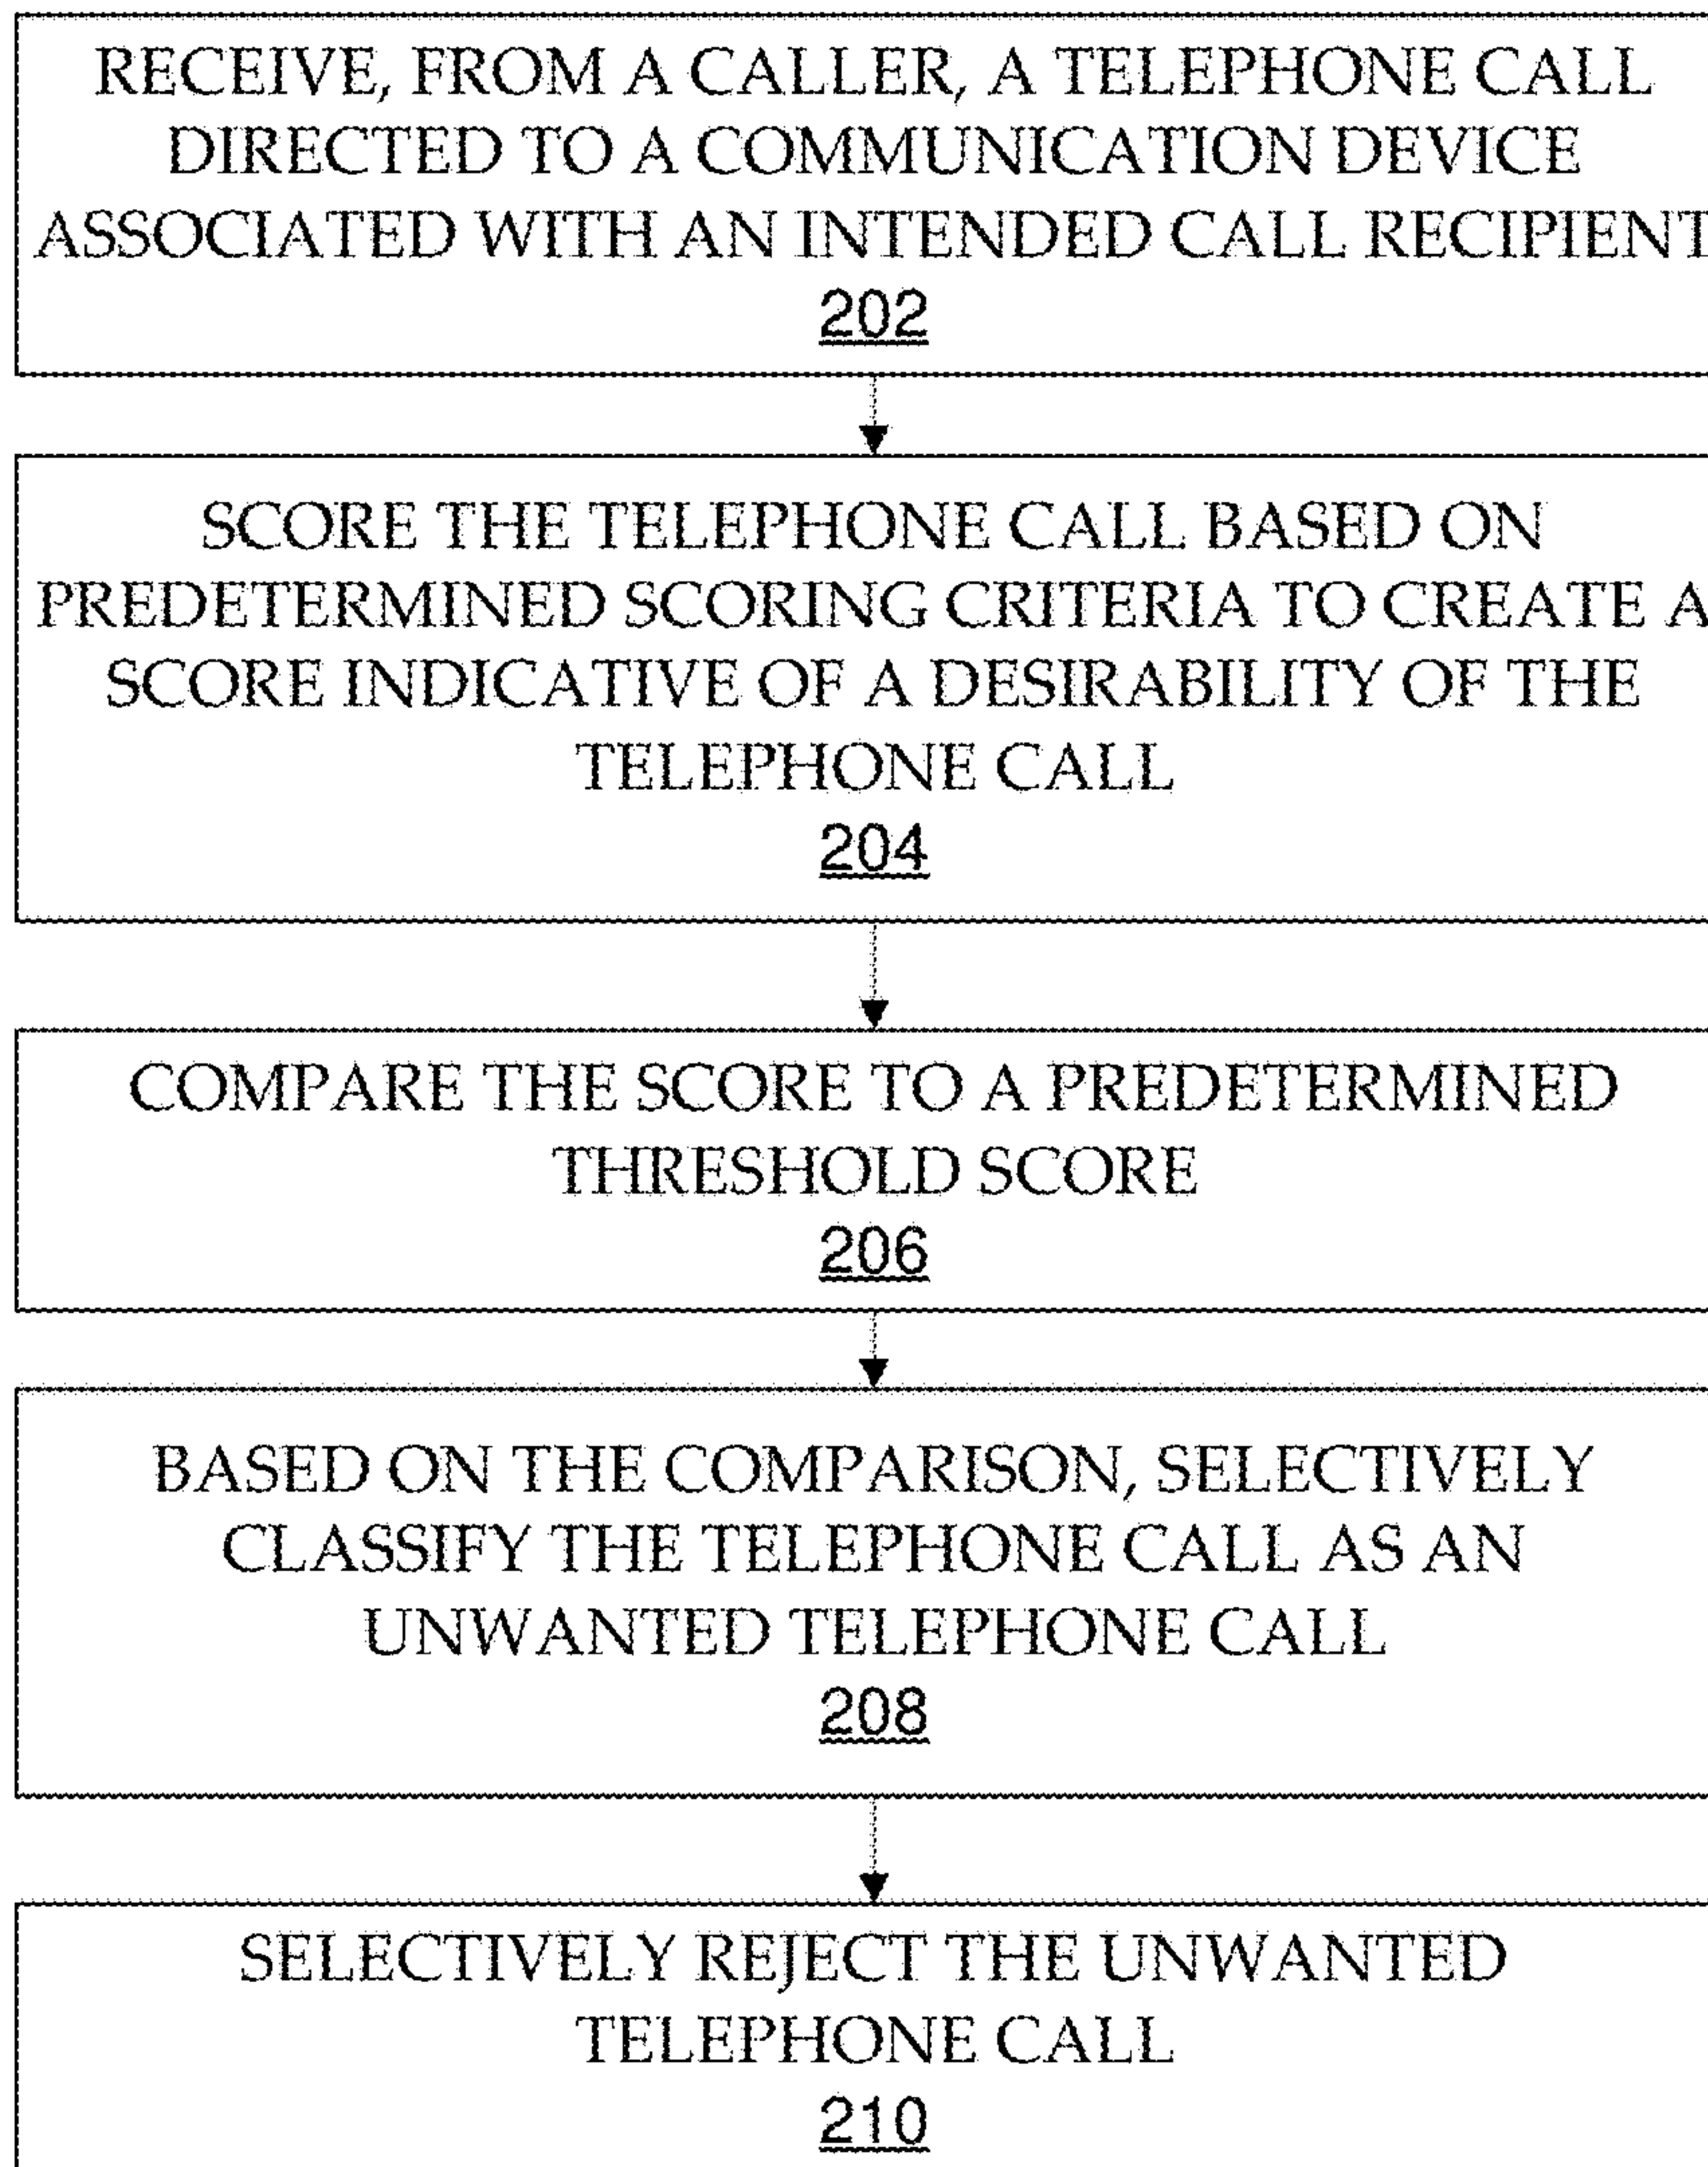 RECEIVE, FROM A CALLER, A TELEPHONE CALL
DIRECTED TO A COMMUNICATION DEVICE
ASSOCIATED WITH AN INTENDED CALL RECIPIENT
202
SCORE THE TELEPHONE CALL BASED ON
PREDETERMINED SCORING CRITERIA TO CREATE A
SCORE INDICATIVE OF A DESIRABILITY OF THE
TELEPHONE CALL
204
COMPARE THE SCORE TO A PREDETERMINED
THRESHOLD SCORE
206
BASED ON THE COMPARISON, SELECTIVELY
CLASSIFY THE TELEPHONE CALL AS AN
UNWANTED TELEPHONE CALL
208
SELECTIVELY REJECT THE UNWANTED
TELEPHONE CALL
210